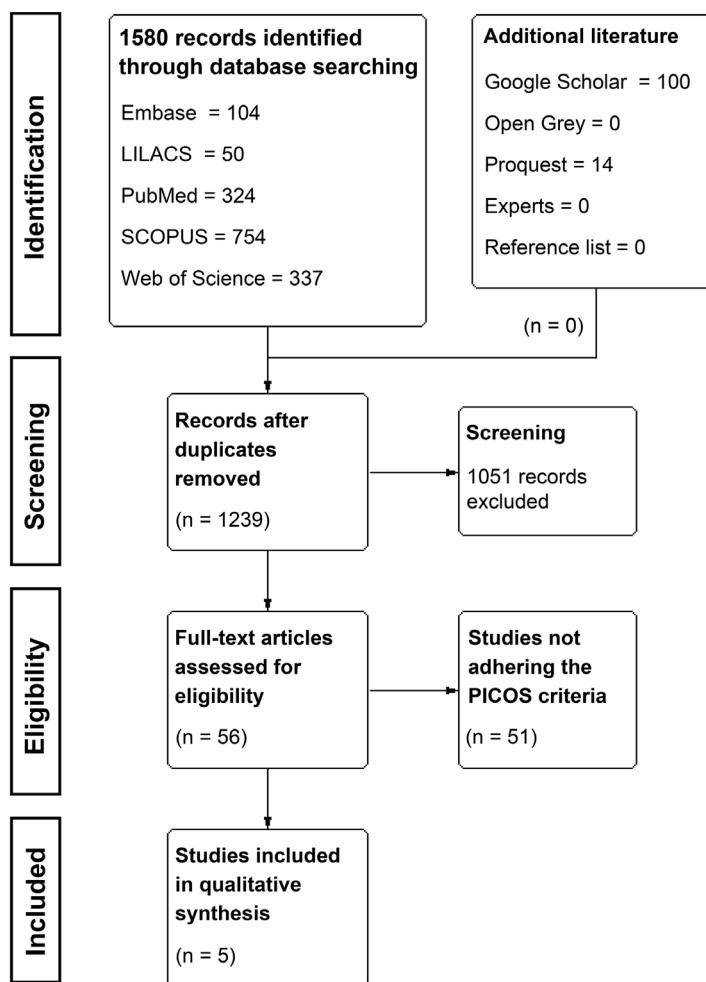 Identification
1580 records identified
through database searching
Embase = 104
LILACS = 50
PubMed = 324
SCOPUS = 754
Web of Science = 337
Additional literature
Google Scholar = 100
Open Grey = 0
Proquest = 14
Experts = 0
Reference list = 0
(n = 0)
Screening
Records after
duplicates
removed
(n = 1239)
Screening
1051 records
excluded
Eligibility
Full-text articles
assessed for
eligibility
(n = 56)
Studies not
adhering the
PICOS criteria
(n = 51)
Included
Studies included
in qualitative
synthesis
(n = 5)